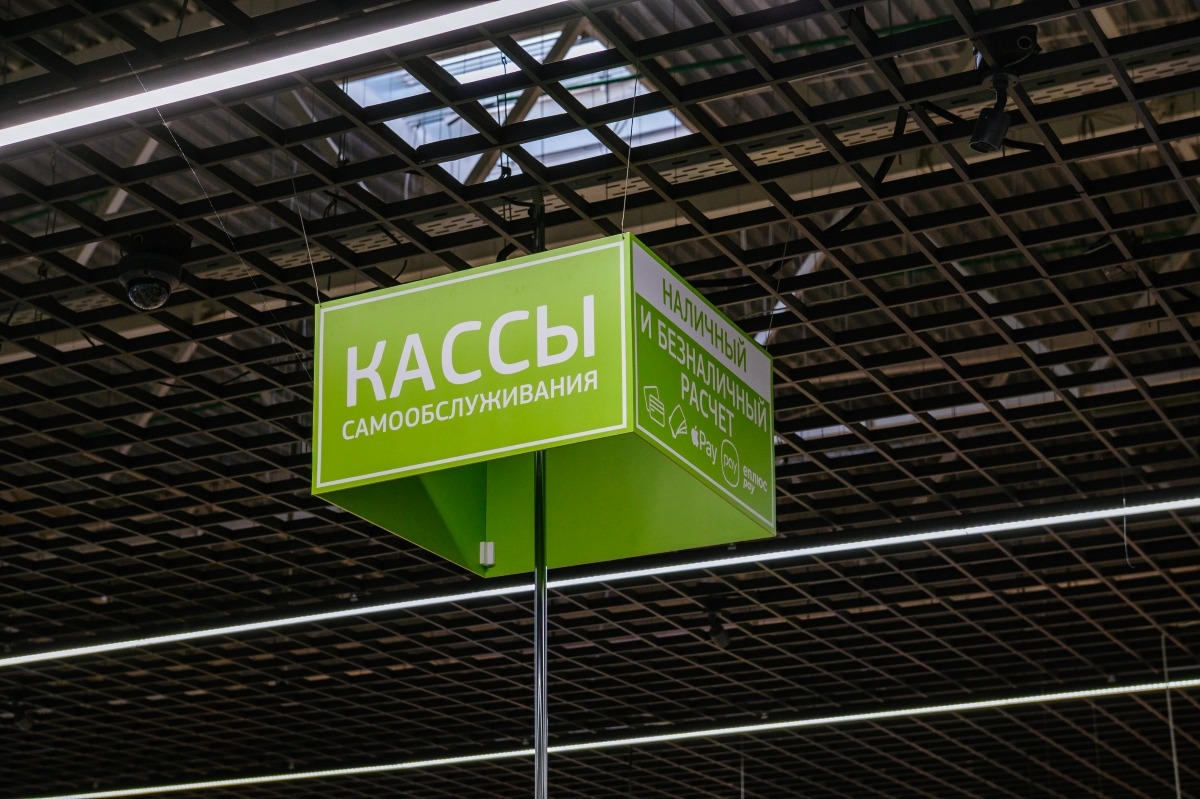 КАССЫ
САМООБСЛУЖИВАНИЯ
НАЛИЧНЫЙ
И БЕЗНАЛИЧНЫЙ
РАСЧЕТ
Pay
pay
еплюс
pay